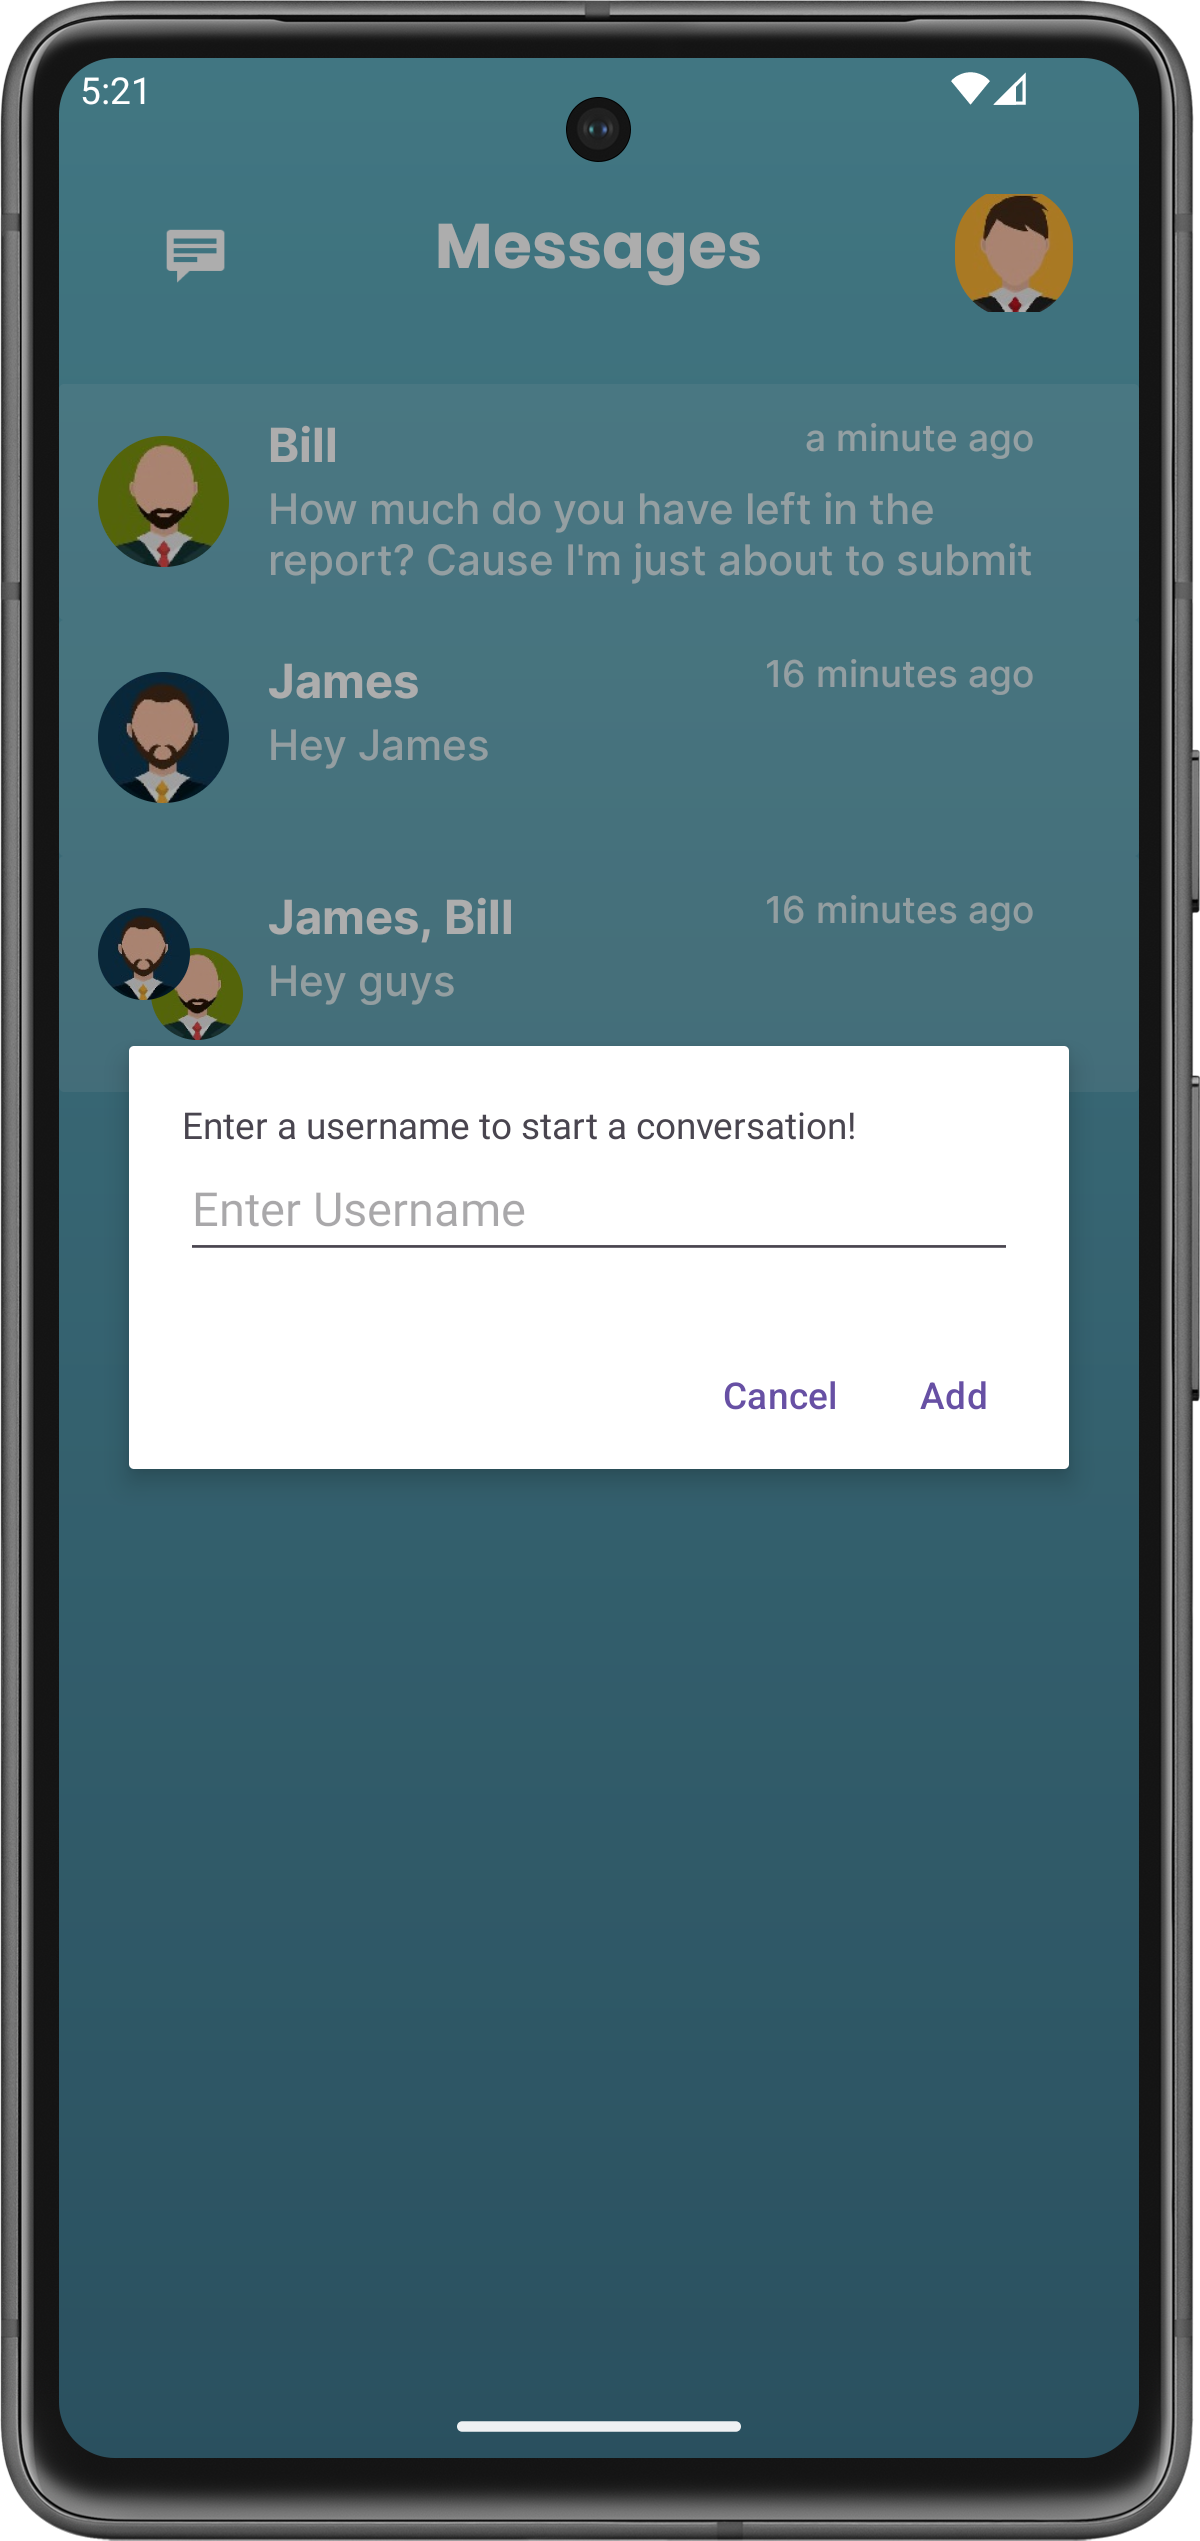 5:21
Messages
Bill
a minute ago
How much do you have left in the
report? Cause I'm just about to submit
James
16 minutes ago
Hey James
James, Bill
16 minutes ago
Hey guys
Enter a username to start a conversation!
Enter Username
Cancel
Add